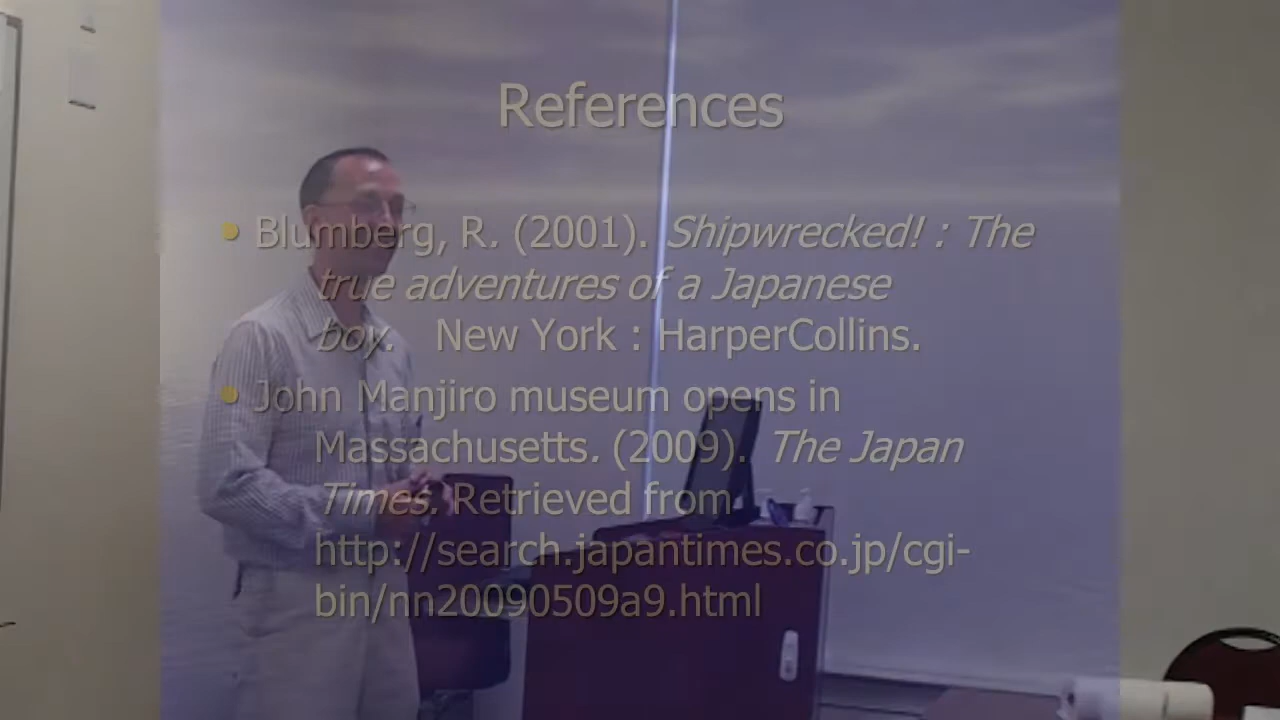 References
• Blumberg, R. (2001). Shipwrecked! : The
true adventures of a Japanese
boy. New York : HarperCollins.
• John Manjiro museum opens in
Massachusetts. (2009). The Japan
Times. Retrieved from
http://search.japantimes.co.jp/cgi-
bin/nn20090509a9.html